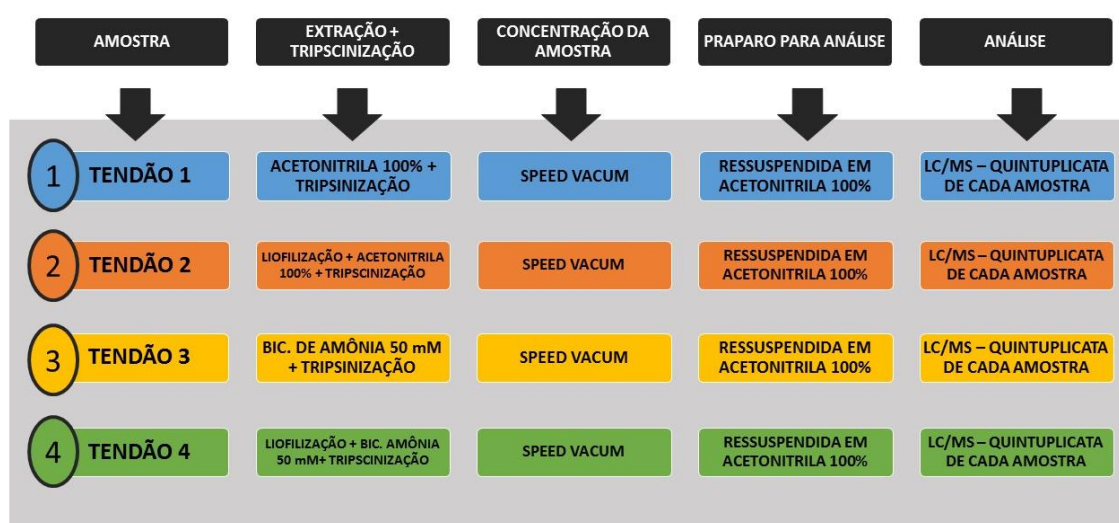 AMOSTRA
EXTRAÇÃO +
TRIPSCINIZAÇÃO
CONCENTRAÇÃO DA
AMOSTRA
PRAPARO PARA ANÁLISE
ANÁLISE
1
TENDÃO 1
ACETONITRILA 100% +
TRIPSINIZAÇÃO
SPEED VACUM
RESSUSPENDIDA EM
ACETONITRILA 100%
LC/MS – QUINTUPLICATA
DE CADA AMOSTRA
2
TENDÃO 2
LIOFILIZAÇÃO + ACETONITRILA
100% + TRIPSCINIZAÇÃO
SPEED VACUM
RESSUSPENDIDA EM
ACETONITRILA 100%
LC/MS – QUINTUPLICATA
DE CADA AMOSTRA
3
TENDÃO 3
BIC. DE AMÔNIA 50 mM
+ TRIPSINIZAÇÃO
SPEED VACUM
RESSUSPENDIDA EM
ACETONITRILA 100%
LC/MS – QUINTUPLICATA
DE CADA AMOSTRA
4
TENDÃO 4
LIOFILIZAÇÃO + BIC. AMÔNIA
50 mM+ TRIPSCINIZAÇÃO
SPEED VACUM
RESSUSPENDIDA EM
ACETONITRILA 100%
LC/MS – QUINTUPLICATA
DE CADA AMOSTRA